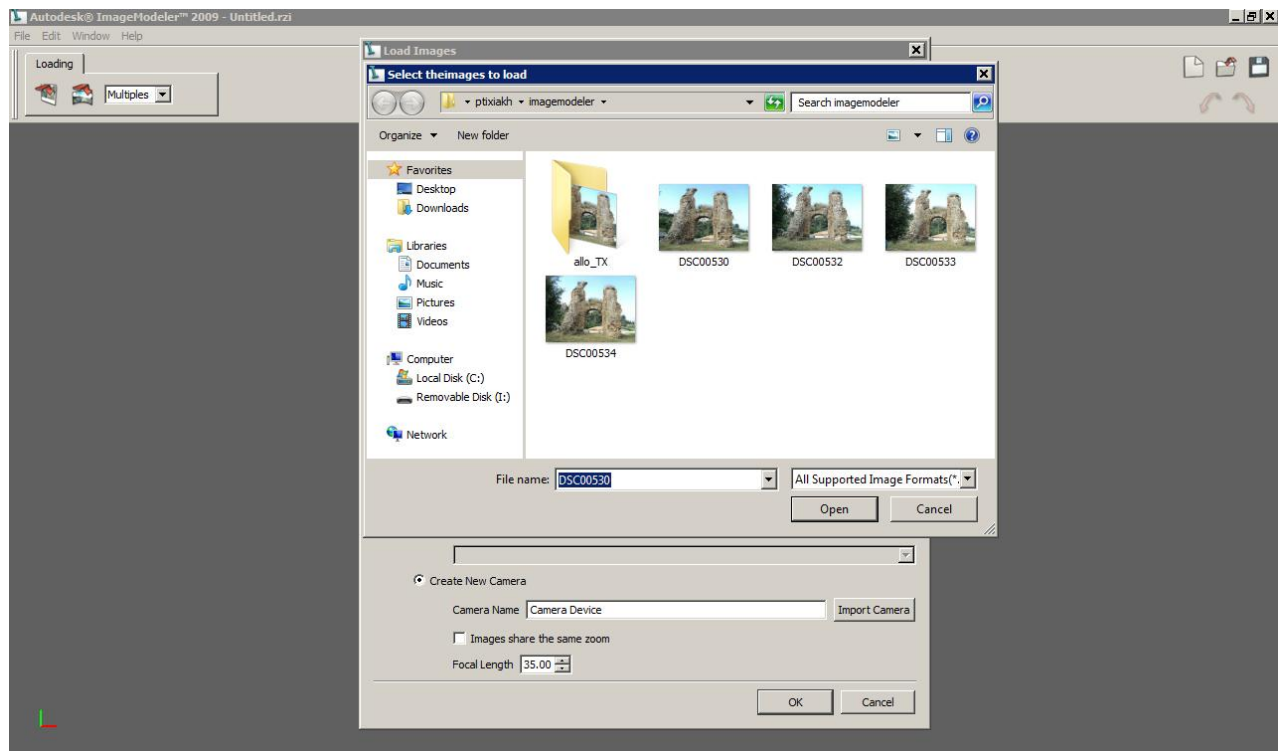 Autodesk® ImageModeler™ 2009 - Untitled.rzi
File Edit Window Help
Loading
Multiples
Load Images
Select theimages to load
ptixiakh imagemodeler
Search imagemodeler
Organize New folder
Favorites
Desktop
Downloads
Libraries
Documents
Music
Pictures
Videos
Computer
Local Disk (C:)
Removable Disk (I:)
Network
allo_TX DSC00530 DSC00532 DSC00533
DSC00534
File name: DSC00530 All Supported Image Formats(*.
Open Cancel
Create New Camera
Camera Name Camera Device Import Camera
Images share the same zoom
Focal Length 35.00
OK Cancel